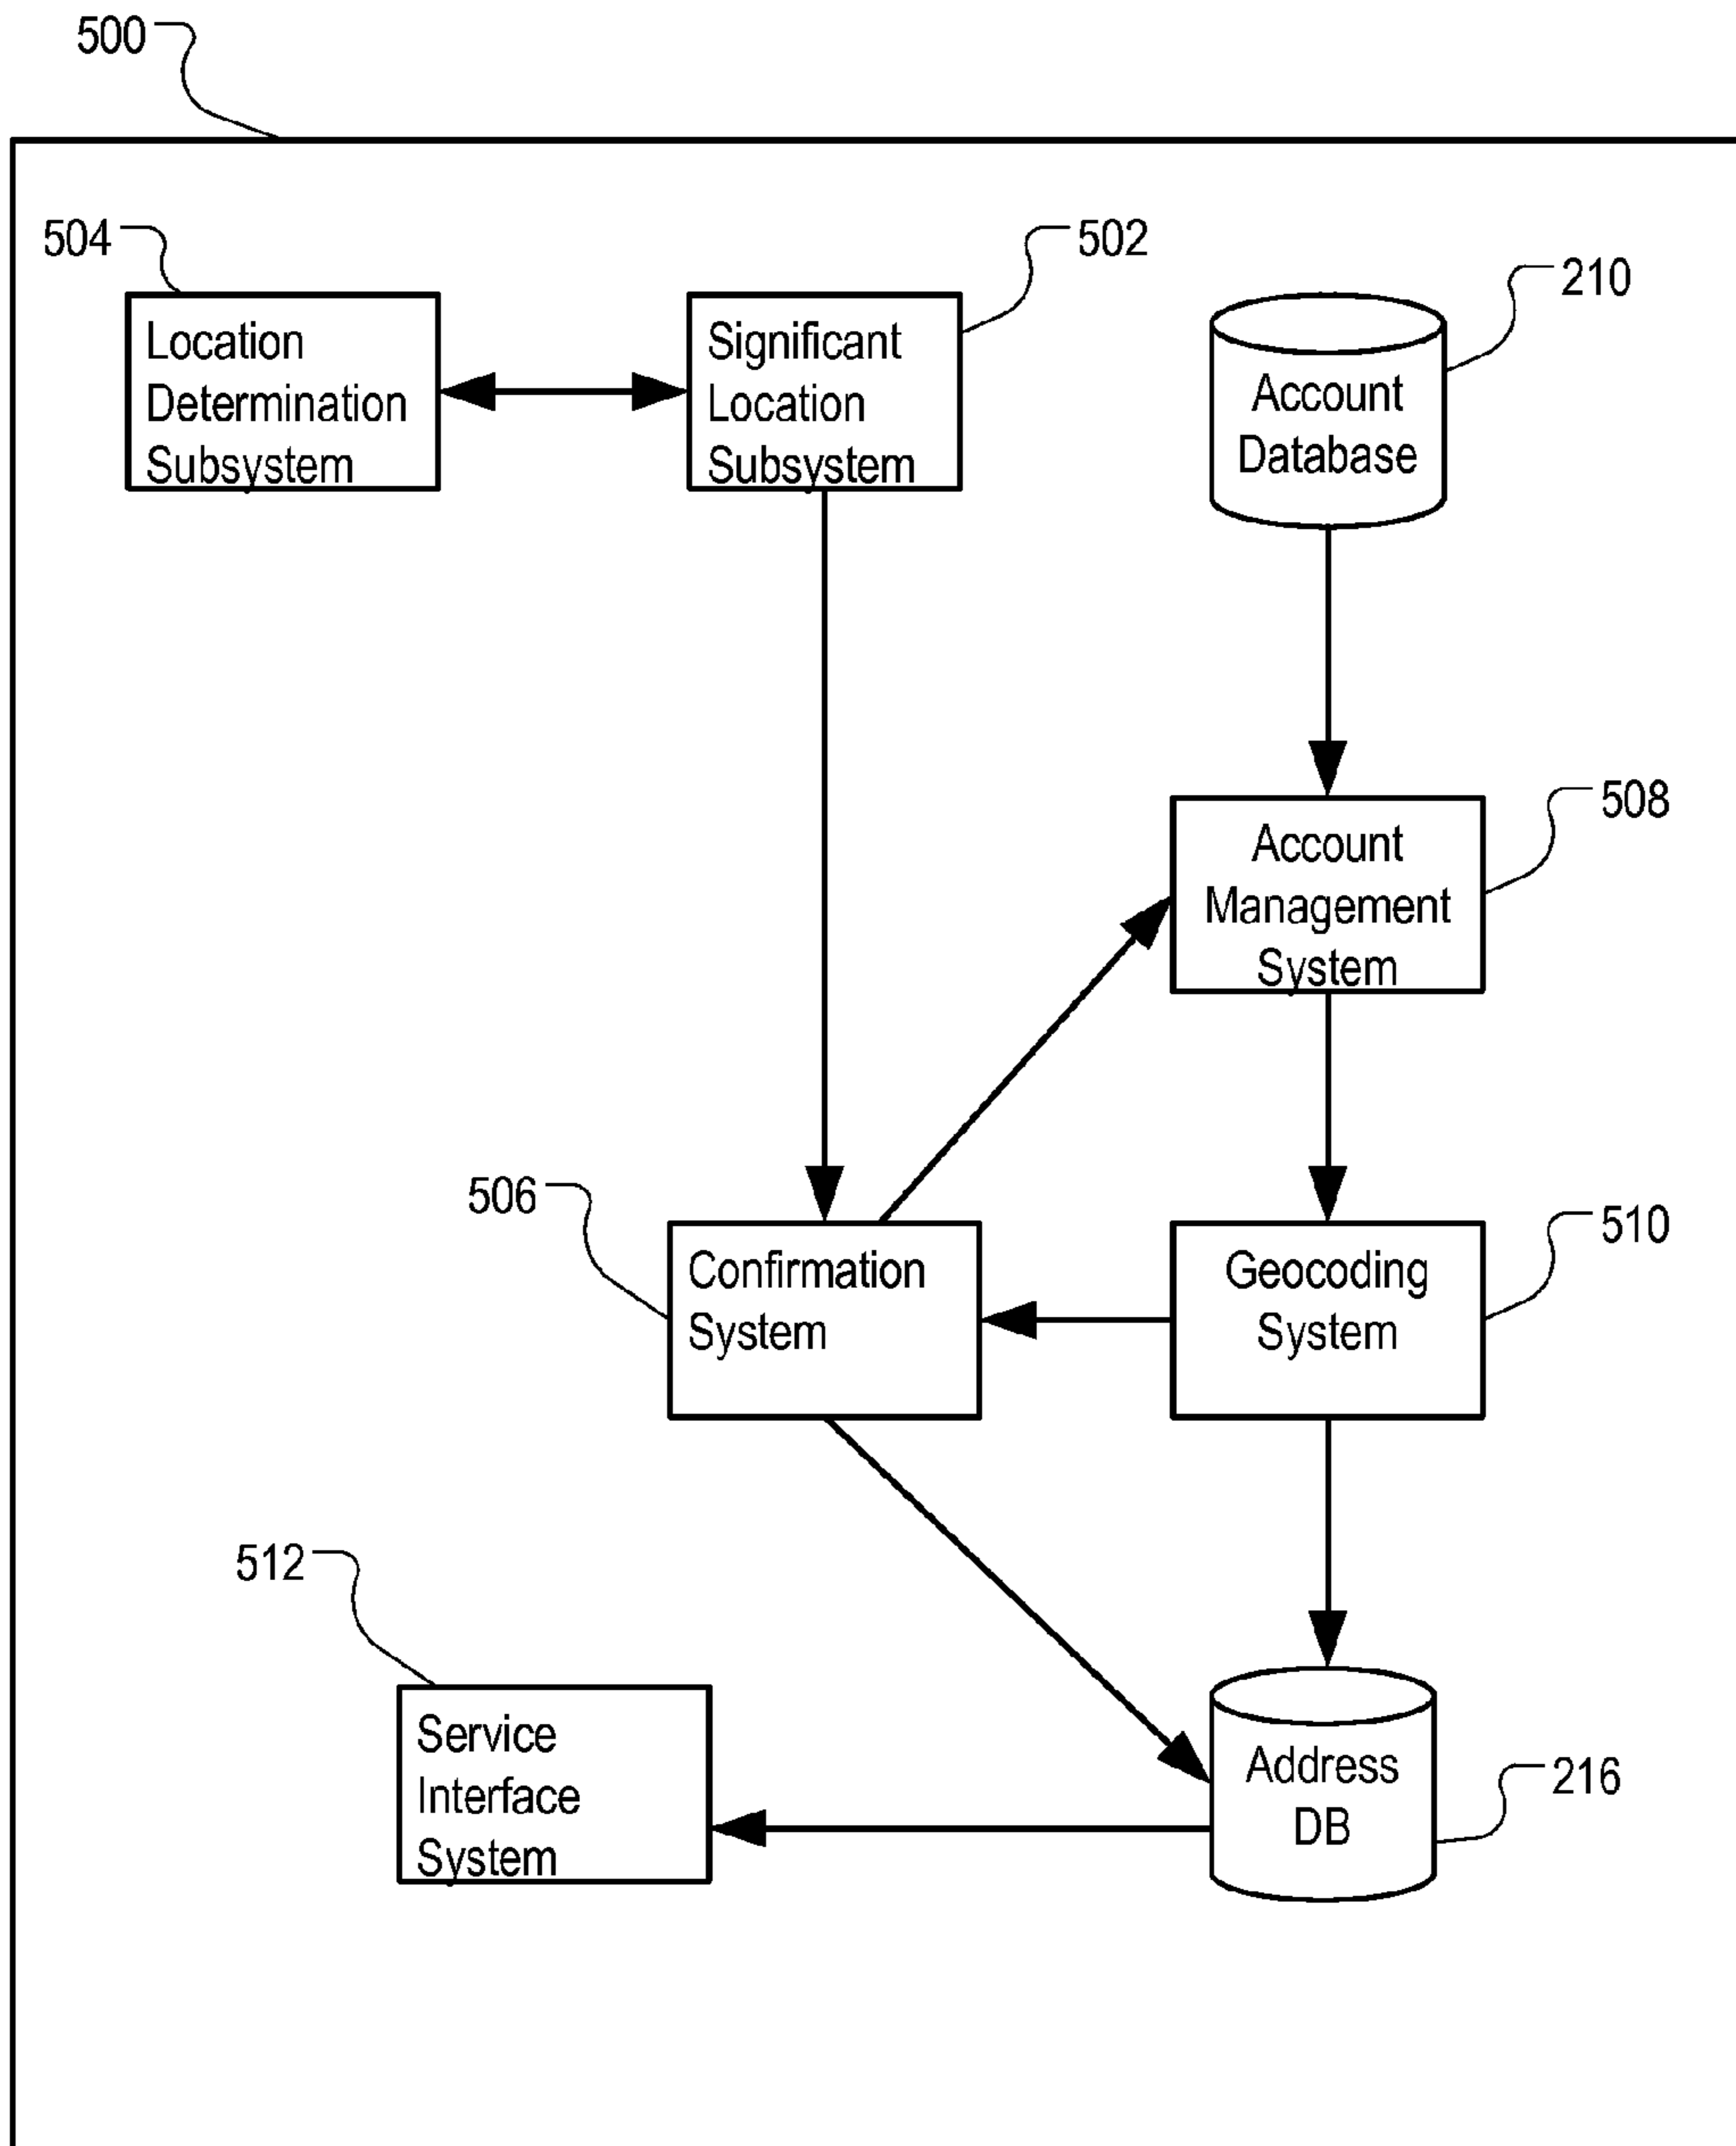 500
504
Location
Determination
Subsystem
502
Significant
Location
Subsystem
210
Account
Database
508
Account
Management
System
506
Confirmation
System
510
Geocoding
System
512
Service
Interface
System
216
Address
DB